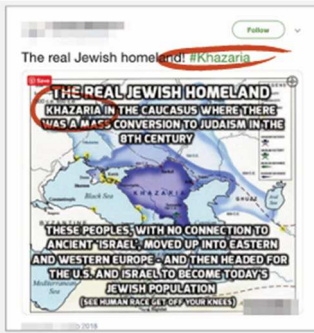 Follow
The real Jewish homeland! #Khazaria
Save
THE REAL JEWISH HOMELAND
KHAZARIA IN THE CAUCASUS WHERE THERE
WAS A MASS CONVERSION TO JUDAISM IN THE
8TH CENTURY
Black Sea
KHAZARIA
THESE PEOPLES, WITH NO CONNECTION TO
ANCIENT 'ISRAEL', MOVED UP INTO EASTERN
AND WESTERN EUROPE - AND THEN HEADED FOR
THE U.S. AND ISRAEL TO BECOME TODAY'S
Mediterranean
JEWISH POPULATION
Sea
(SEE HUMAN RACE GET OFF YOUR KNEES)
2018